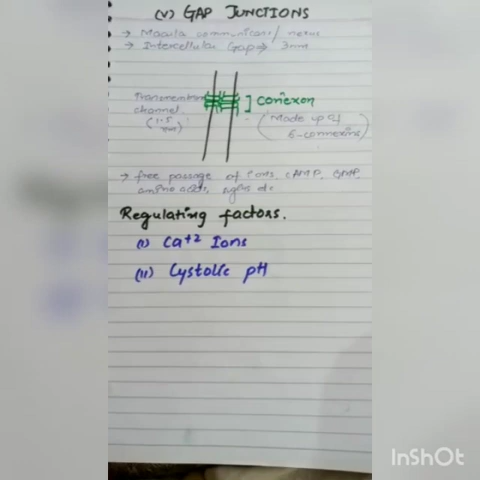 (V) GAP JUNCTIONS
→ Macula communicans/nexus
→ Intercellular Gap ⇒ 3nm
Transmembrane
channel
(1.5
nm)
] connexon
(Made up of
6-connexins)
→ free passage of ions, cAMP, GMP,
amino acids, etc
Regulating factors.
(I) Ca+2 Ions
(II) Cystolic pH
InShOt